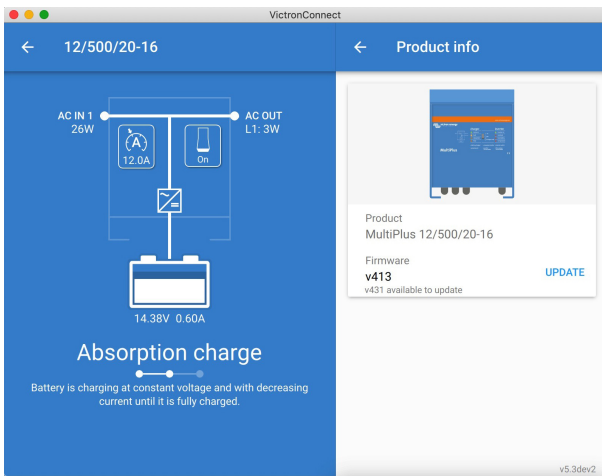 VictronConnect
12/500/20-16
AC IN 1
26W
AC OUT
L1: 3W
12.0A
On
14.38V 0.60A
Absorption charge
Battery is charging at constant voltage and with decreasing
current until it is fully charged.
Product info
MultiPlus
Product
MultiPlus 12/500/20-16
Firmware
v413
UPDATE
v431 available to update
v5.3dev2